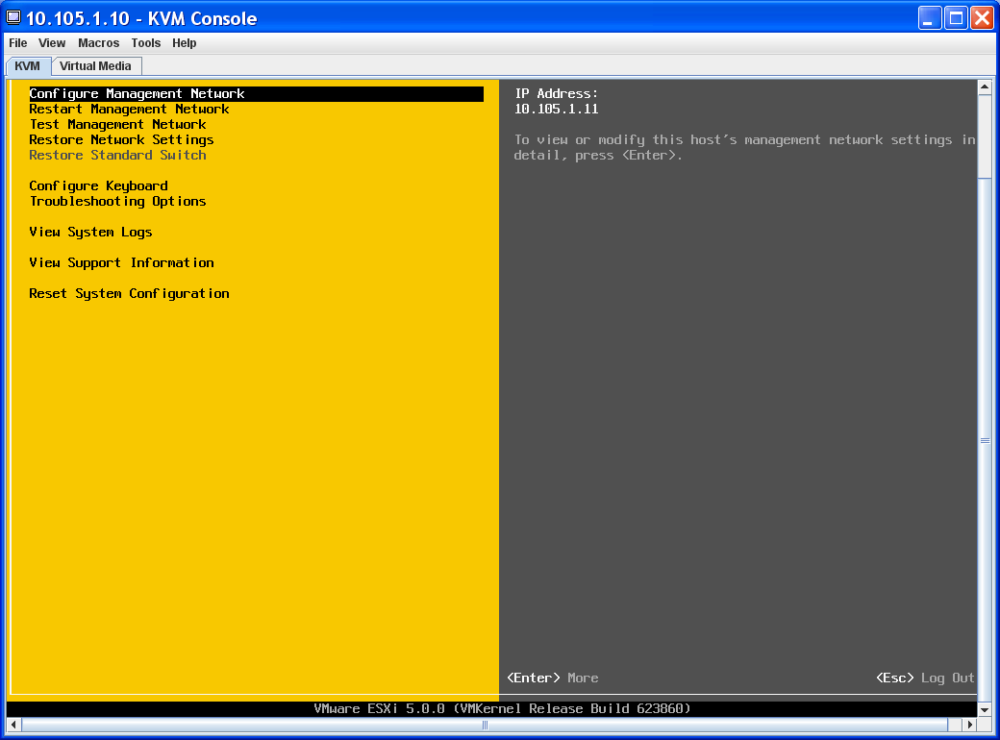 10.105.1.10 - KVM Console
File View Macros Tools Help
KVM Virtual Media
Configure Management Network
Restart Management Network
Test Management Network
Restore Network Settings
Restore Standard Switch
Configure Keyboard
Troubleshooting Options
View System Logs
View Support Information
Reset System Configuration
IP Address:
10.105.1.11
To view or modify this host's management network settings in
detail, press <Enter>.
<Enter> More
<Esc> Log Out
VMware ESXi 5.0.0 (VMKernel Release Build 623860)